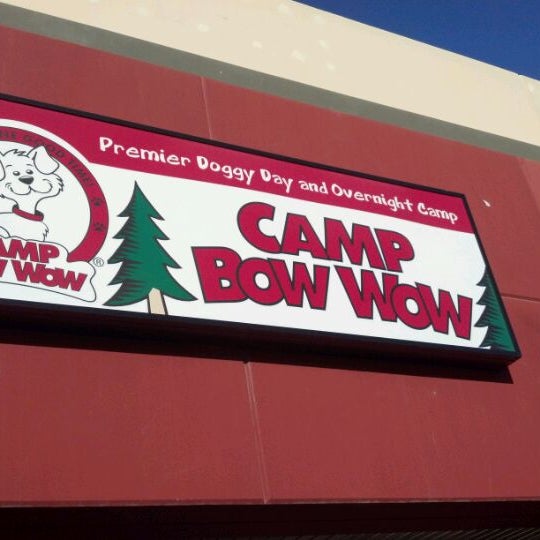 Premier Doggy Day and Overnight Camp
CAMP
BOW WOW
AMP
W WOW
®